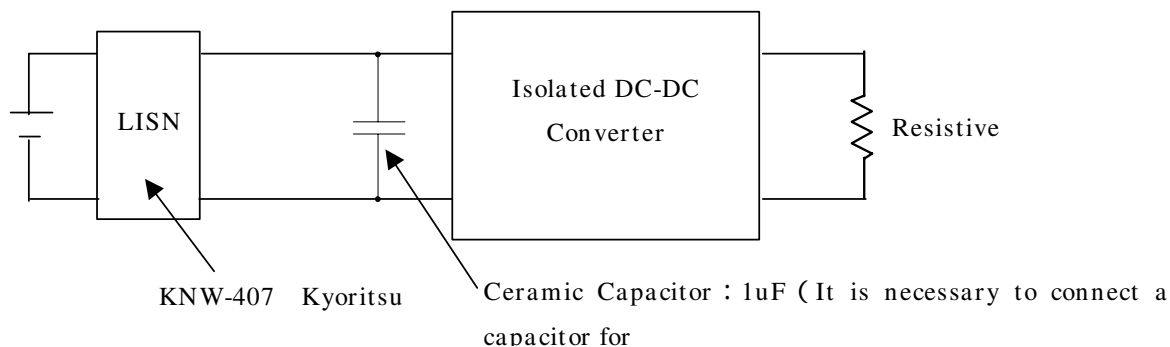 LISN
Isolated DC-DC
Converter
Resistive
KNW-407 Kyoritsu
Ceramic Capacitor：1uF（It is necessary to connect a
capacitor for